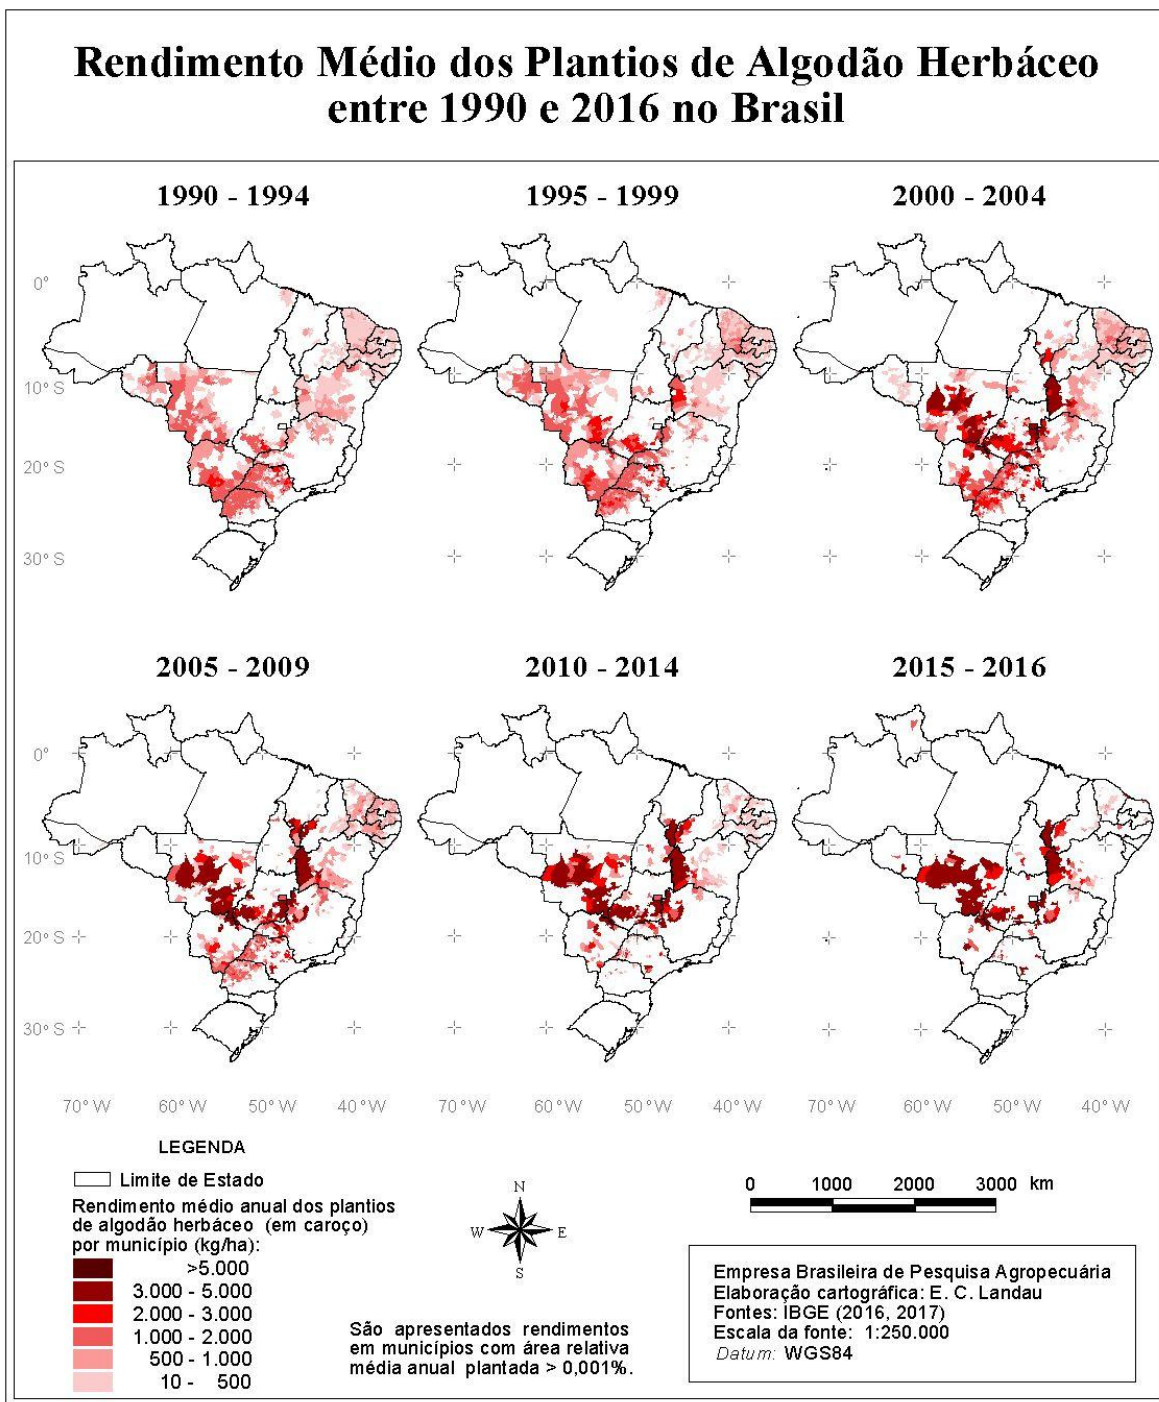 Rendimento Médio dos Plantios de Algodão Herbáceo
entre 1990 e 2016 no Brasil
1990 - 1994
1995 - 1999
2000 - 2004
0°
10° S
20° S
30° S
2005 - 2009
2010 - 2014
2015 - 2016
0°
10° S
20° S
30° S
70° W 60° W 50° W 40° W
70° W 60° W 50° W 40° W
70° W 60° W 50° W 40° W
LEGENDA
Limite de Estado
Rendimento médio anual dos plantios
de algodão herbáceo (em caroço)
por município (kg/ha):
>5.000
3.000 - 5.000
2.000 - 3.000
1.000 - 2.000
500 - 1.000
10 - 500
N
W E
S
São apresentados rendimentos
em municípios com área relativa
média anual plantada > 0,001%.
0 1000 2000 3000 km
Empresa Brasileira de Pesquisa Agropecuária
Elaboração cartográfica: E. C. Landau
Fontes: IBGE (2016, 2017)
Escala da fonte: 1:250.000
Datum: WGS84